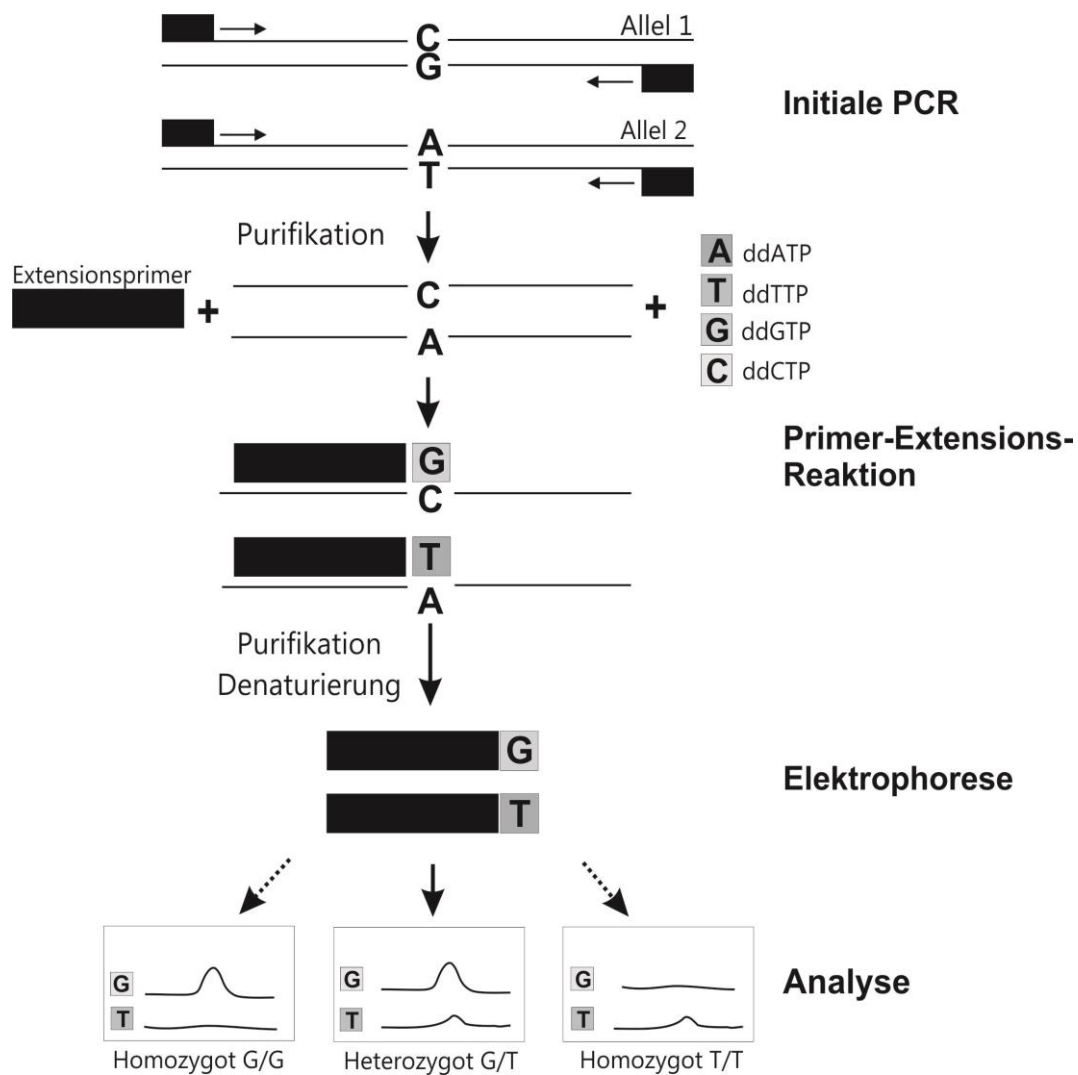 C
Allel 1
G
Initiale PCR
A
Allel 2
T
Purifikation
Extensionsprimer
+
C
A
+
A ddATP
T ddTTP
G ddGTP
C ddCTP
Primer-Extensions-
Reaktion
G
C
T
A
Purifikation
Denaturierung
G
T
Elektrophorese
G
T
Homozygot G/G
G
T
Heterozygot G/T
G
T
Homozygot T/T
Analyse